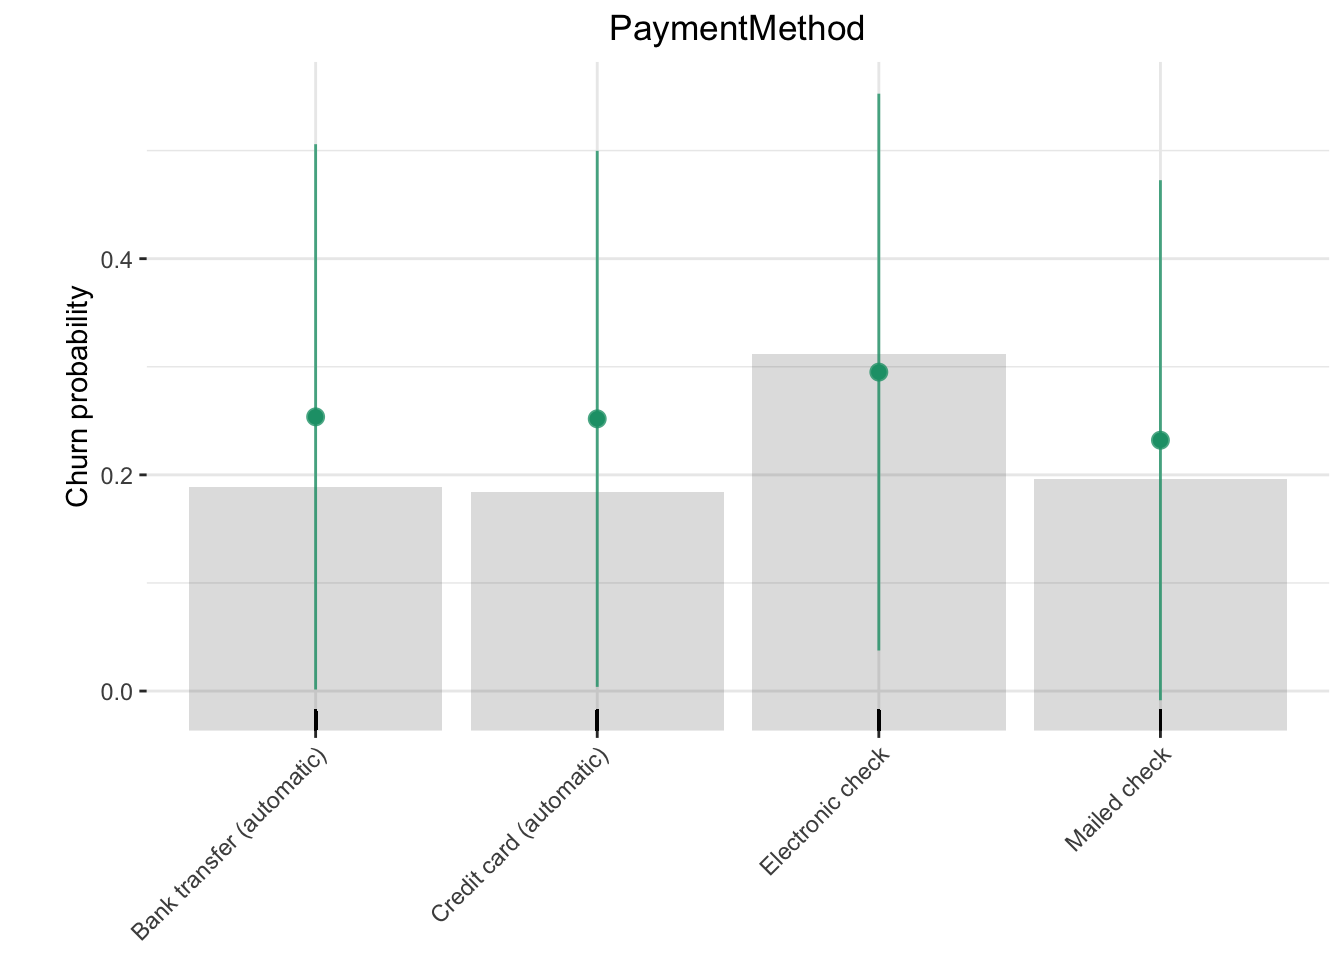 PaymentMethod
Churn probability
0.4
0.2
0.0
Bank transfer (automatic)
Credit card (automatic)
Electronic check
Mailed check